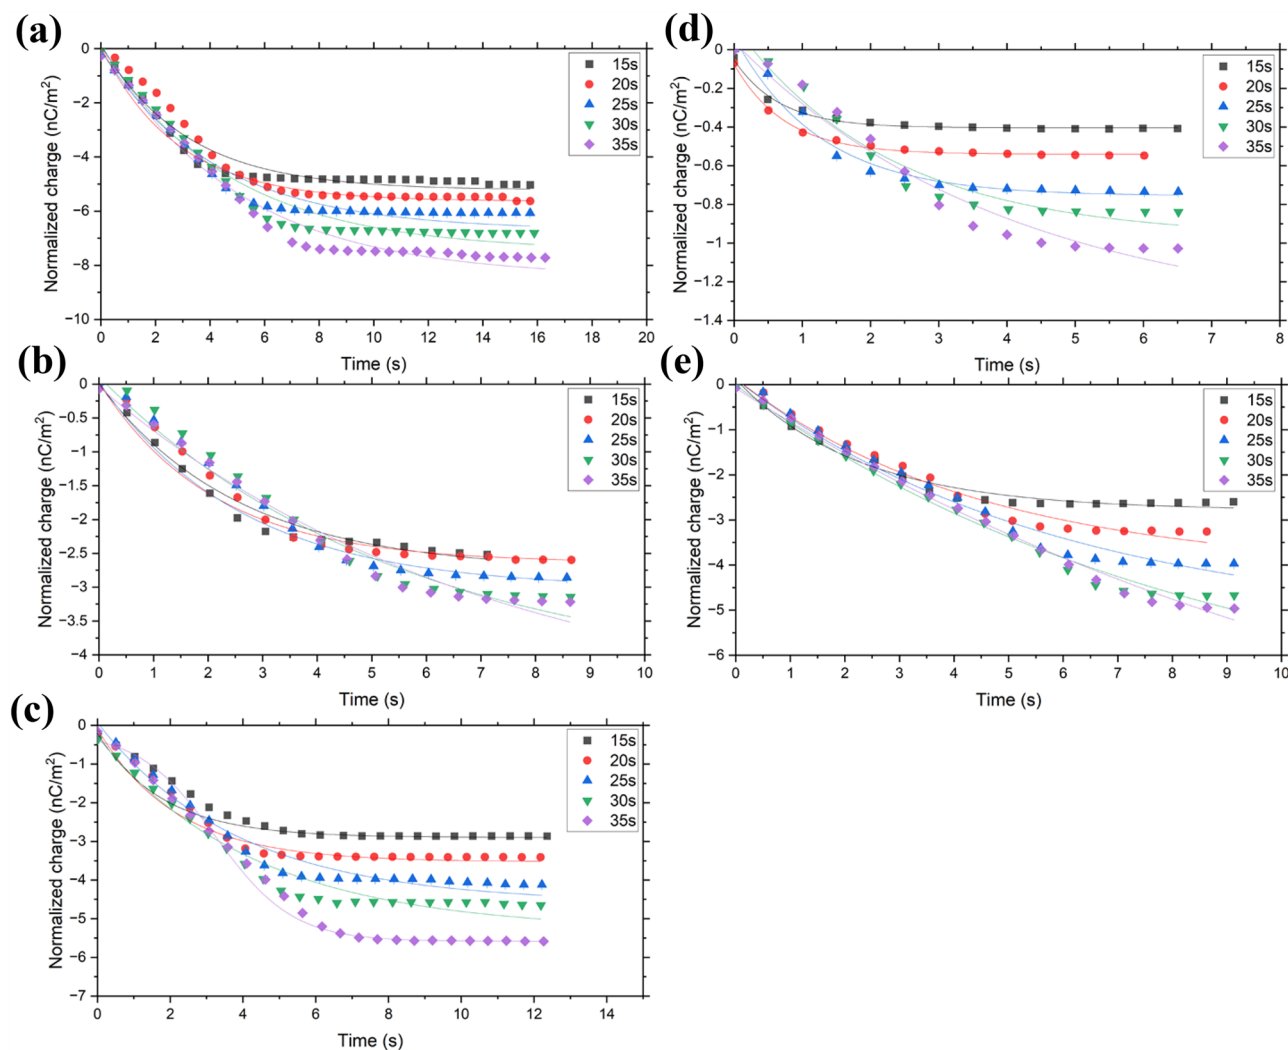 (a)
Normalized charge (nC/m²)
0
−2
−4
−6
−8
−10
0 2 4 6 8 10 12 14 16 18 20
Time (s)
15s
20s
25s
30s
35s
(d)
Normalized charge (nC/m²)
0.0
−0.2
−0.4
−0.6
−0.8
−1
−1.2
−1.4
0 1 2 3 4 5 6 7 8
Time (s)
15s
20s
25s
30s
35s
(b)
Normalized charge (nC/m²)
0
−0.5
−1
−1.5
−2
−2.5
−3
−3.5
−4
0 1 2 3 4 5 6 7 8 9 10
Time (s)
15s
20s
25s
30s
35s
(e)
Normalized charge (nC/m²)
0
−1
−2
−3
−4
−5
−6
0 1 2 3 4 5 6 7 8 9 10
Time (s)
15s
20s
25s
30s
35s
(c)
Normalized charge (nC/m²)
0
−1
−2
−3
−4
−5
−6
−7
0 2 4 6 8 10 12 14
Time (s)
15s
20s
25s
30s
35s